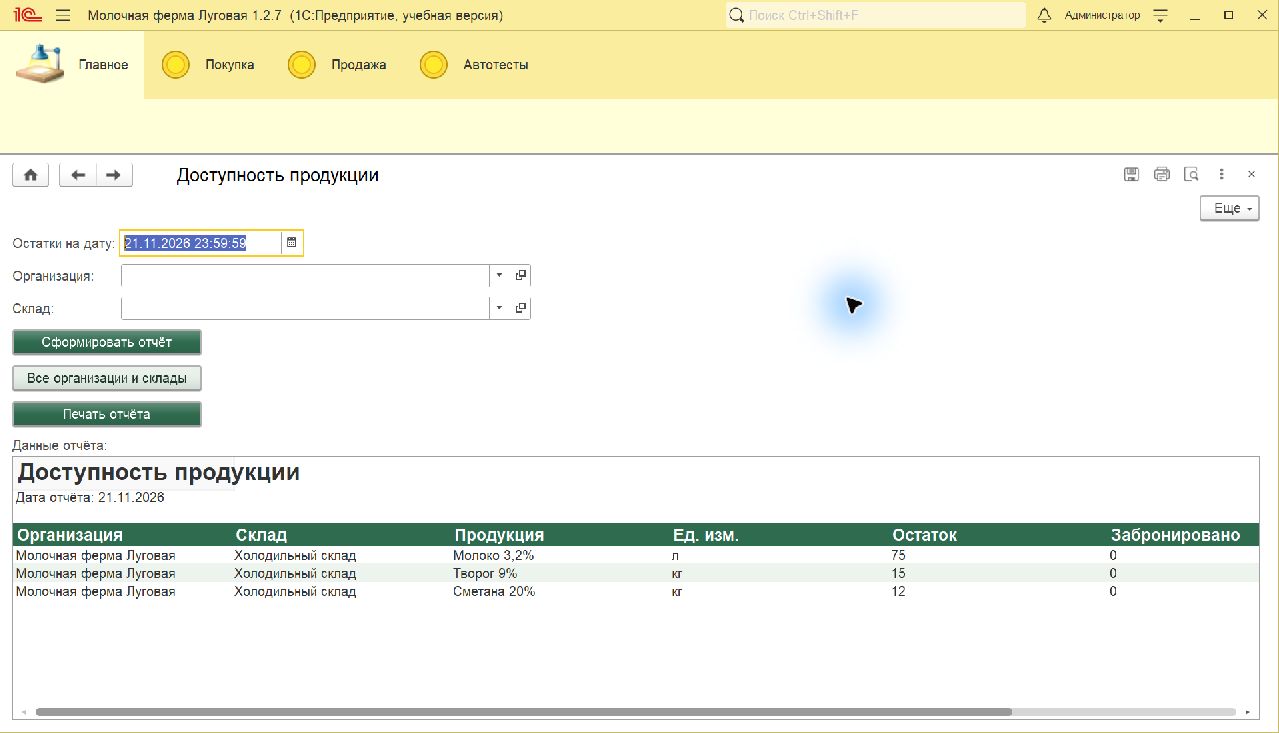 1С Молочная ферма Луговая 1.2.7 (1С:Предприятие, учебная версия) Поиск Ctrl+Shift+F Администратор
Главное Покупка Продажа Автотесты
Доступность продукции
Еще
Остатки на дату: 21.11.2026 23:59:59
Организация:
Склад:
Сформировать отчёт
Все организации и склады
Печать отчёта
Данные отчёта:
Доступность продукции
Дата отчёта: 21.11.2026
Организация Склад Продукция Ед. изм. Остаток Забронировано
Молочная ферма Луговая Холодильный склад Молоко 3,2% л 75 0
Молочная ферма Луговая Холодильный склад Творог 9% кг 15 0
Молочная ферма Луговая Холодильный склад Сметана 20% кг 12 0